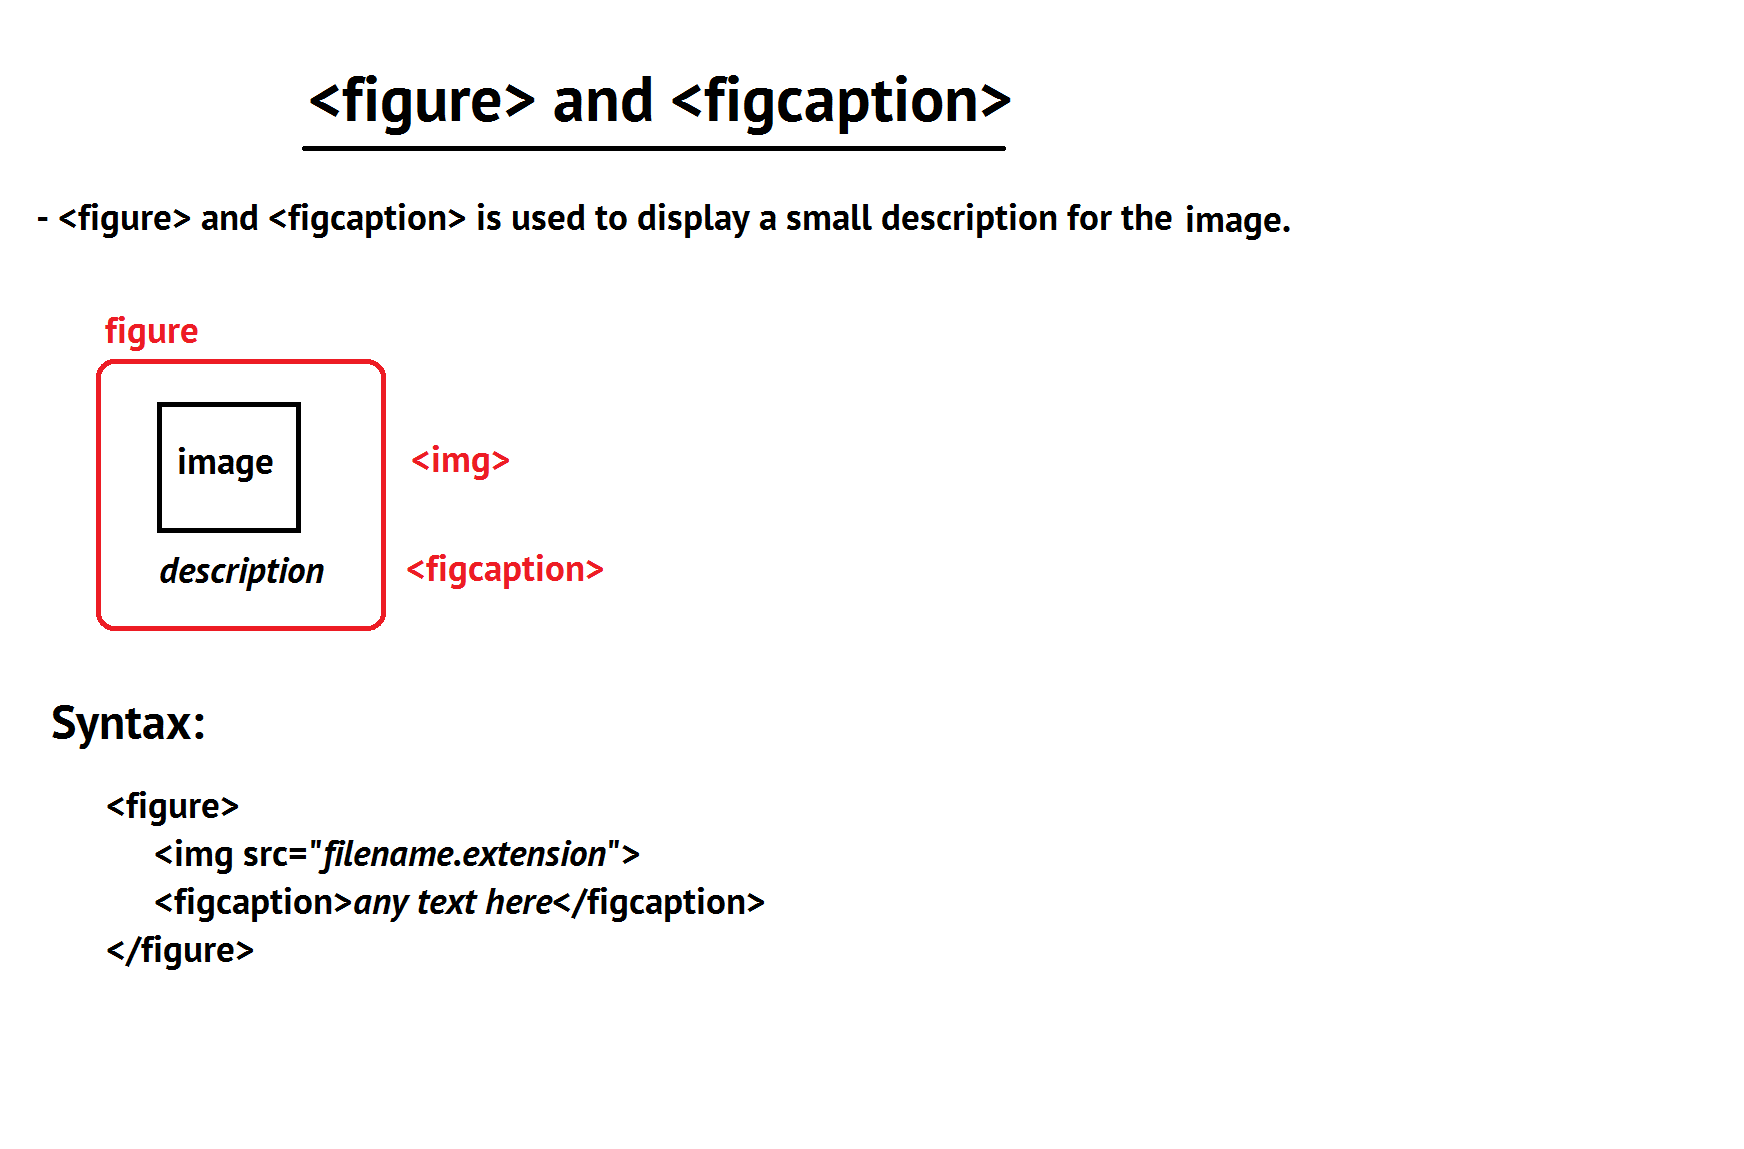 <figure> and <figcaption>
- <figure> and <figcaption> is used to display a small description for the image.
figure
image
<img>
description
<figcaption>
Syntax:
<figure>
<img src="filename.extension">
<figcaption>any text here</figcaption>
</figure>